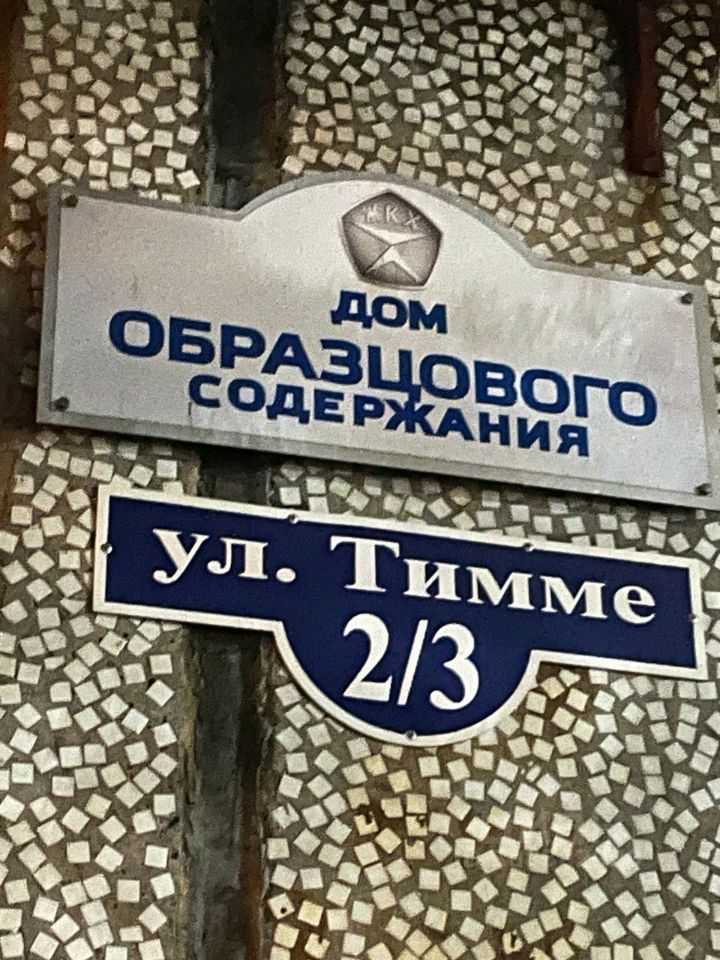 ЖКХ
ДОМ
ОБРАЗЦОВОГО
СОДЕРЖАНИЯ
ул. Тимме
2/3